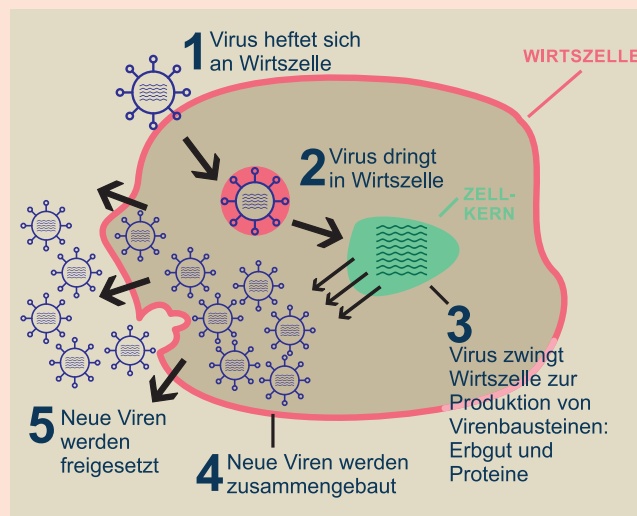 1 Virus heftet sich
an Wirtszelle
WIRTSZELLE
2 Virus dringt
in Wirtszelle
ZELL-
KERN
3
Virus zwingt
Wirtszelle zur
Produktion von
Virenbausteinen:
Erbgut und
Proteine
4 Neue Viren werden
zusammengebaut
5 Neue Viren
werden
freigesetzt